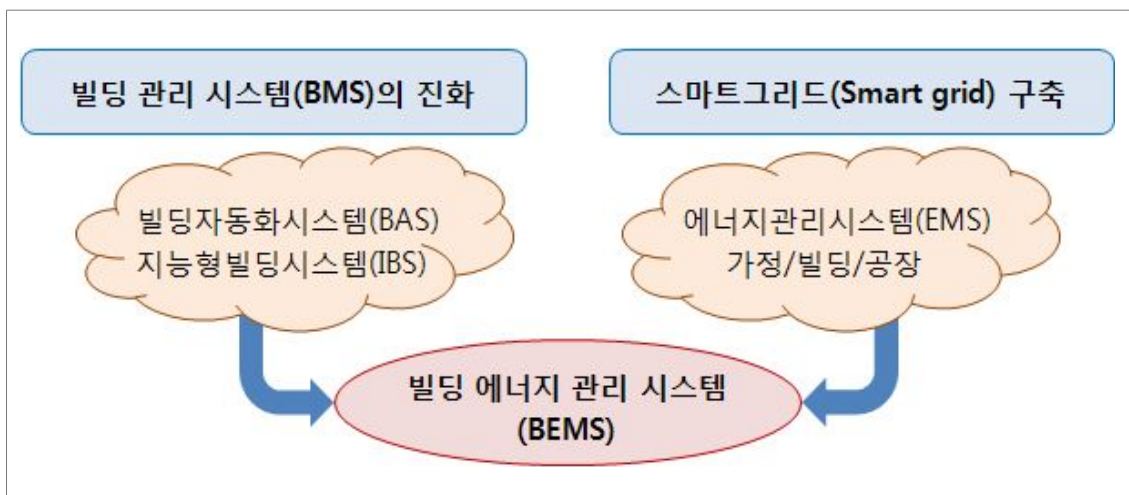 빌딩 관리 시스템(BMS)의 진화
스마트그리드(Smart grid) 구축
빌딩자동화시스템(BAS)
지능형빌딩시스템(IBS)
에너지관리시스템(EMS)
가정/빌딩/공장
빌딩 에너지 관리 시스템
(BEMS)